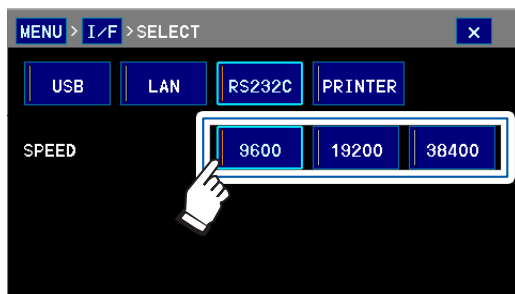 MENU > I/F >SELECT x
USB LAN RS232C PRINTER
SPEED 9600 19200 38400